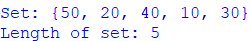 Set: {50, 20, 40, 10, 30}
Length of set: 5